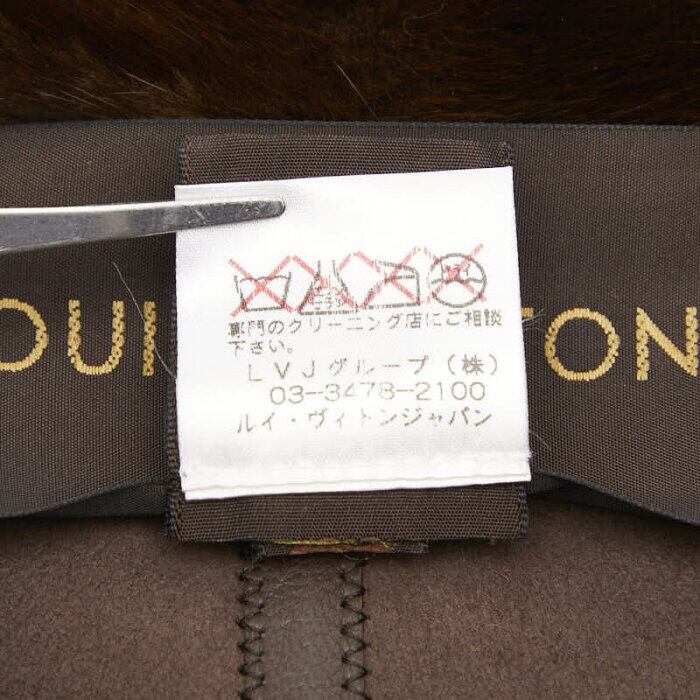 OUI TON
専門のクリーニング店にご相談
下さい。
LVJグループ(株)
03-3478-2100
ルイ・ヴィトンジャパン